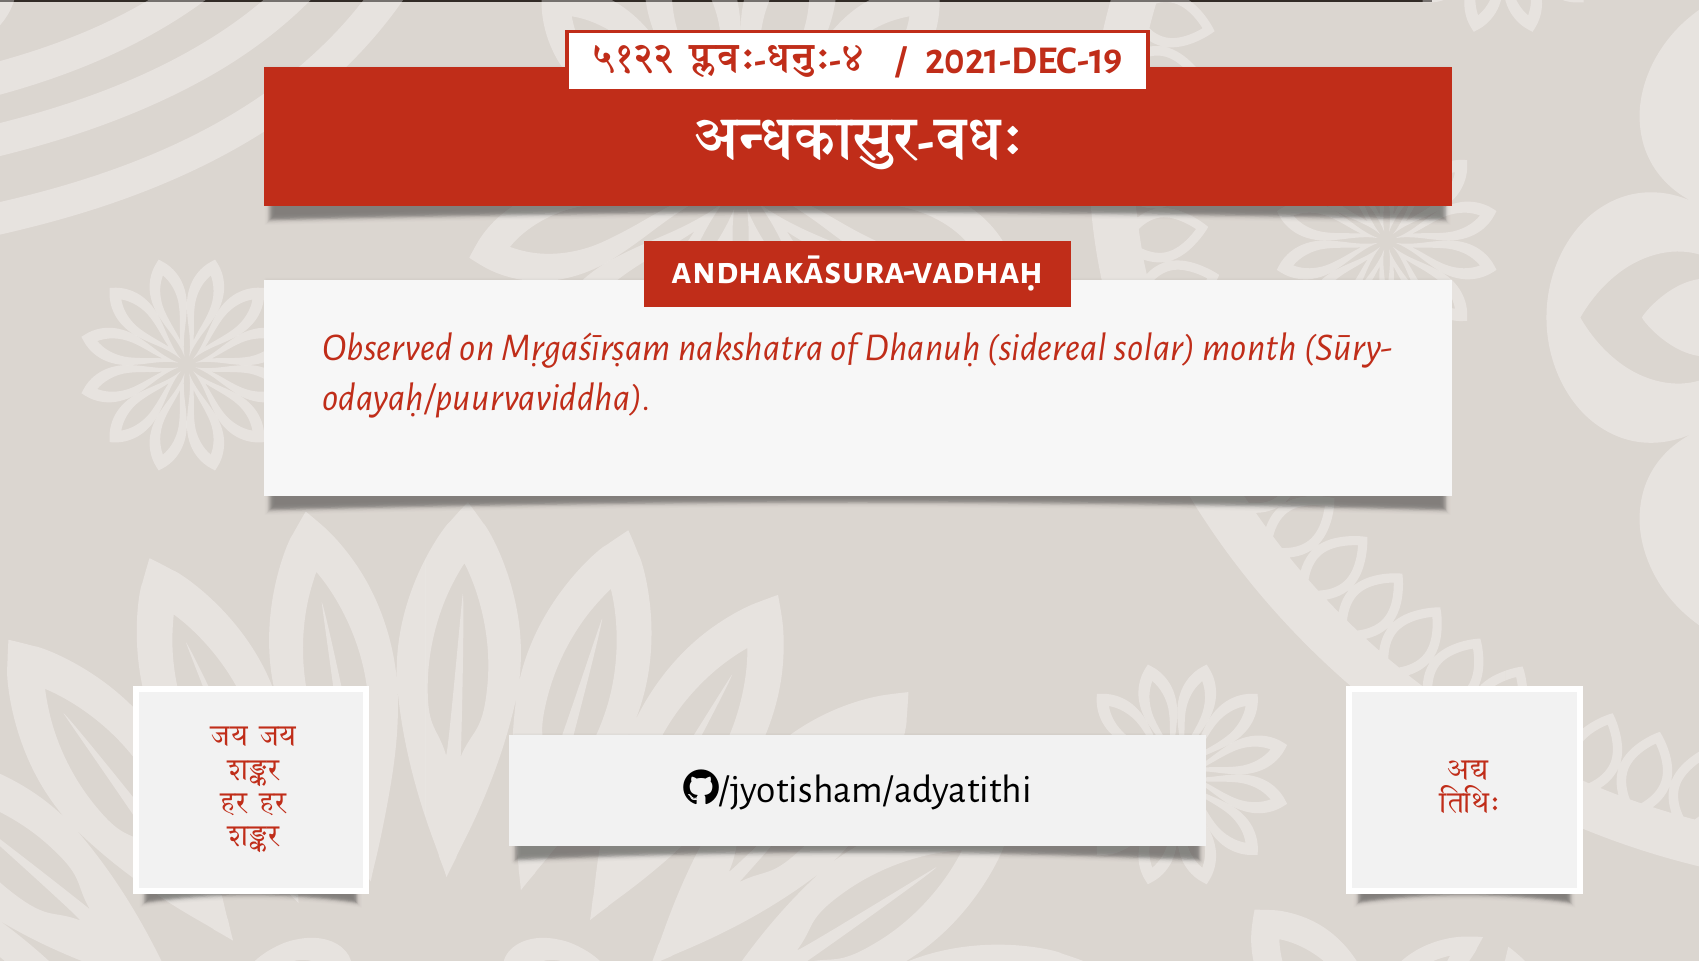 ५१२२ प्लवः-धनुः-४ / 2021-DEC-19
अन्धकासुर-वधः
ANDHAKĀSURA-VADHAḤ
Observed on Mṛgaśīrṣam nakshatra of Dhanuḥ (sidereal solar) month (Sūry-
odayaḥ/puurvaviddha).
जय जय
शङ्कर
हर हर
शङ्कर
/jyotisham/adyatithi
अद्य
तिथिः